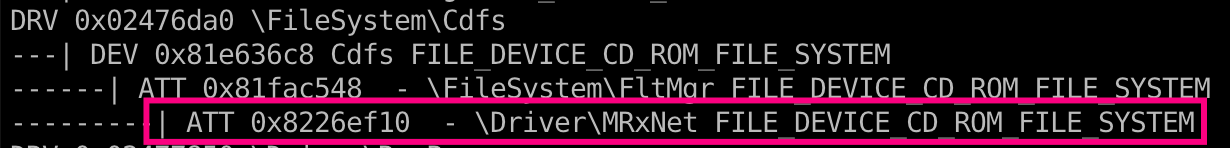 DRV 0x02476da0 \FileSystem\Cdfs
---| DEV 0x81e636c8 Cdfs FILE_DEVICE_CD_ROM_FILE_SYSTEM
------| ATT 0x81fac548 - \FileSystem\FltMgr FILE_DEVICE_CD_ROM_FILE_SYSTEM
---------| ATT 0x8226ef10 - \Driver\MRxNet FILE_DEVICE_CD_ROM_FILE_SYSTEM